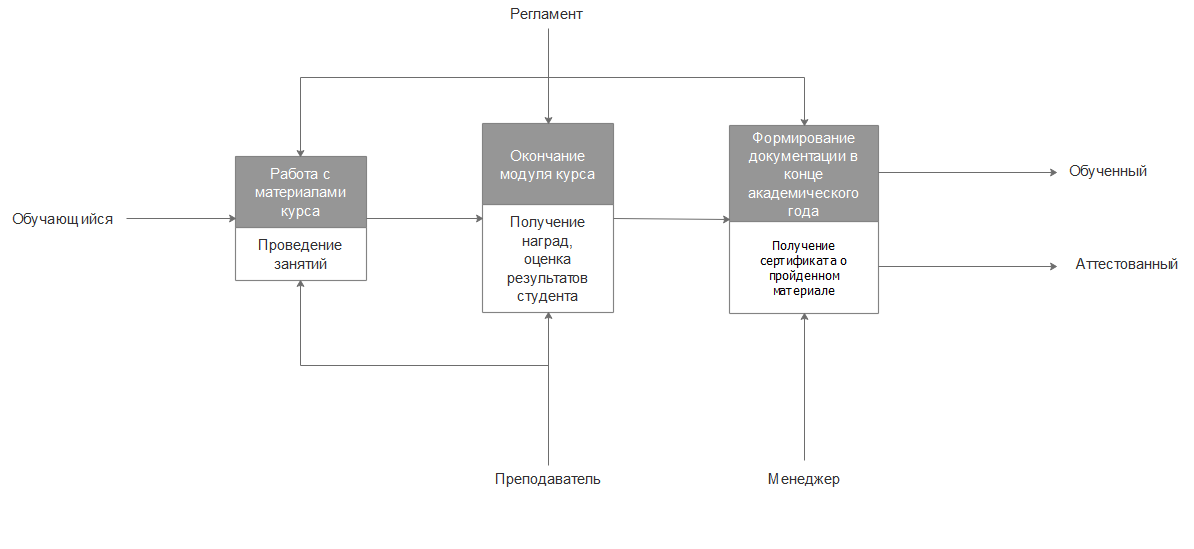 Регламент
Работа с
материалами
курса
Проведение
занятий
Окончание
модуля курса
Получение
наград,
оценка
результатов
студента
Формирование
документации в
конце
академического
года
Получение
сертификата о
пройденном
материале
Обучающийся
Обученный
Аттестованный
Преподаватель
Менеджер